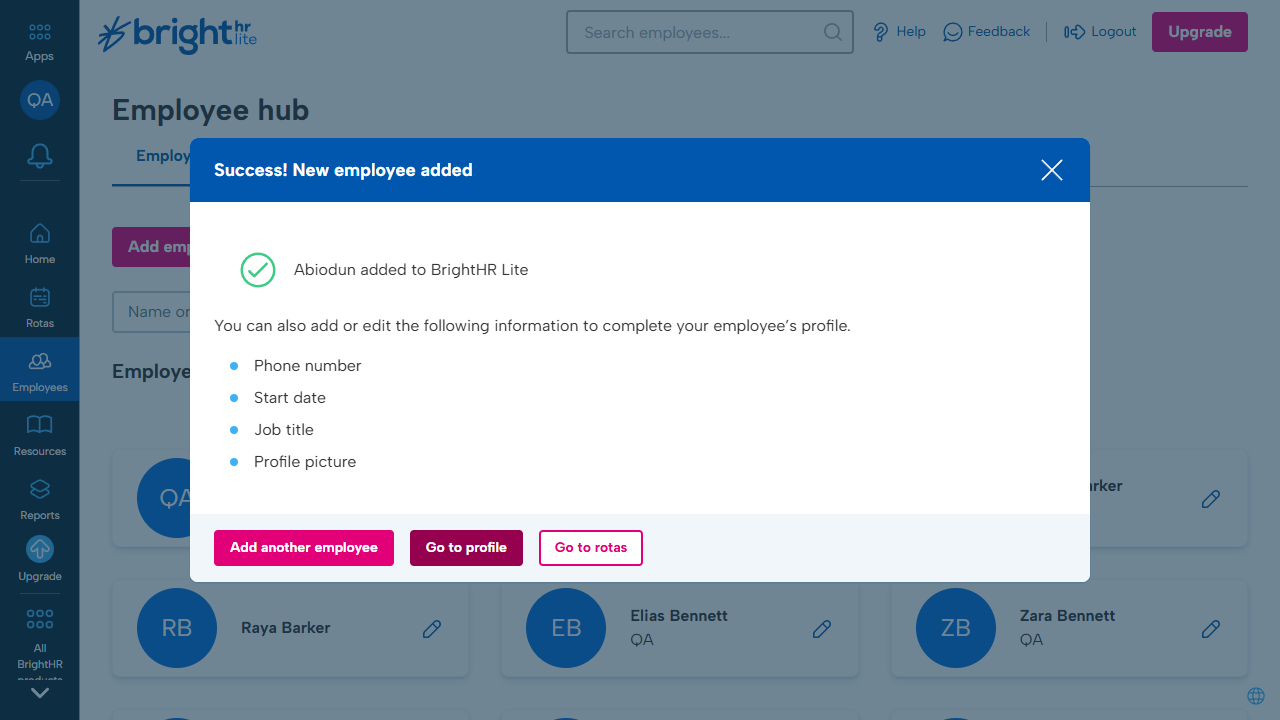 Apps
QA
Home
Rotas
Employees
Resources
Reports
Upgrade
All
BrightHR
products
bright hr lite
Search employees...
Help
Feedback
Logout
Upgrade
Employee hub
Employ
Add emp
Name or
Employe
Success! New employee added
Abiodun added to BrightHR Lite
You can also add or edit the following information to complete your employee’s profile.
Phone number
Start date
Job title
Profile picture
Add another employee
Go to profile
Go to rotas
QA
arker
RB
Raya Barker
EB
Elias Bennett
QA
ZB
Zara Bennett
QA